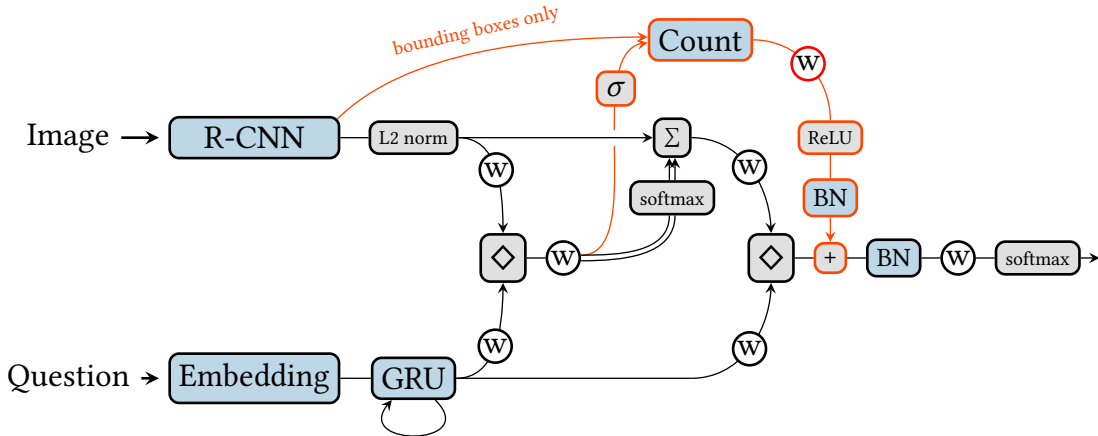 bounding boxes only
Count
w
σ
Image
R-CNN
L2 norm
Σ
ReLU
w
w
softmax
BN
◇
w
◇
+
BN
w
softmax
w
w
Question
Embedding
GRU